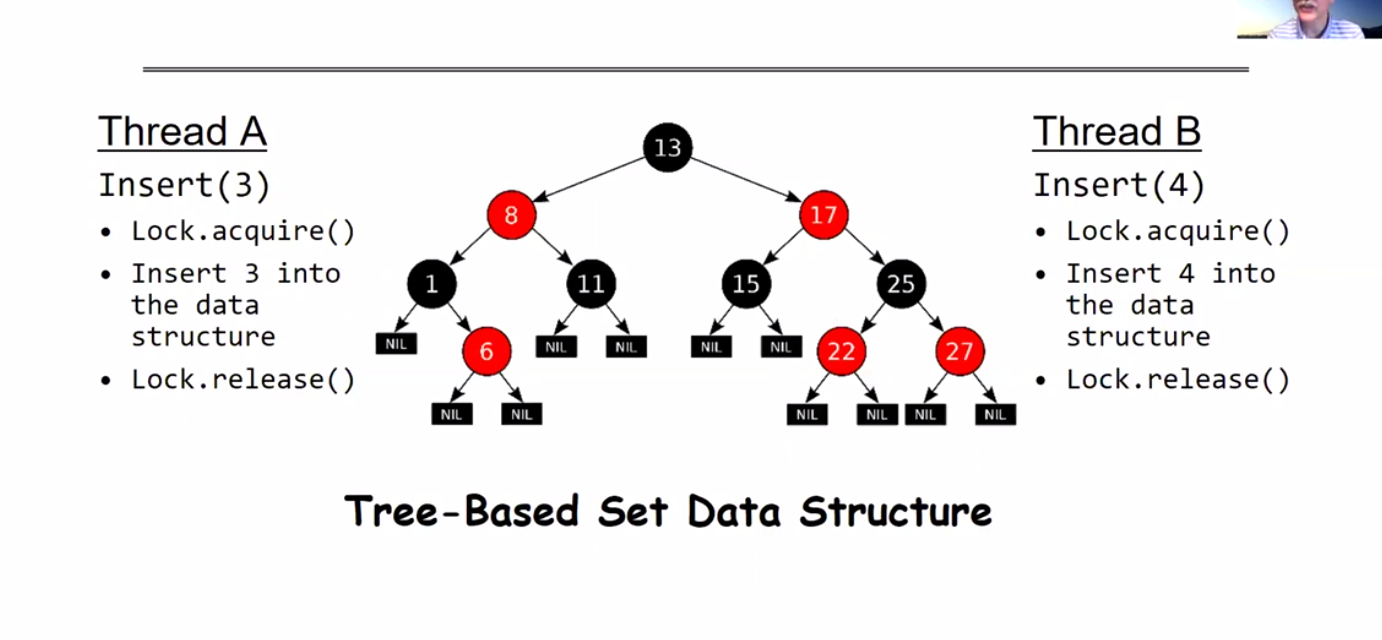 Thread A
Insert(3)
• Lock.acquire()
• Insert 3 into
the data
structure
• Lock.release()
13
8
17
1
11
15
25
NIL
6
NIL
NIL
NIL
NIL
22
27
NIL
NIL
NIL
NIL
NIL
NIL
Thread B
Insert(4)
• Lock.acquire()
• Insert 4 into
the data
structure
• Lock.release()
Tree-Based Set Data Structure